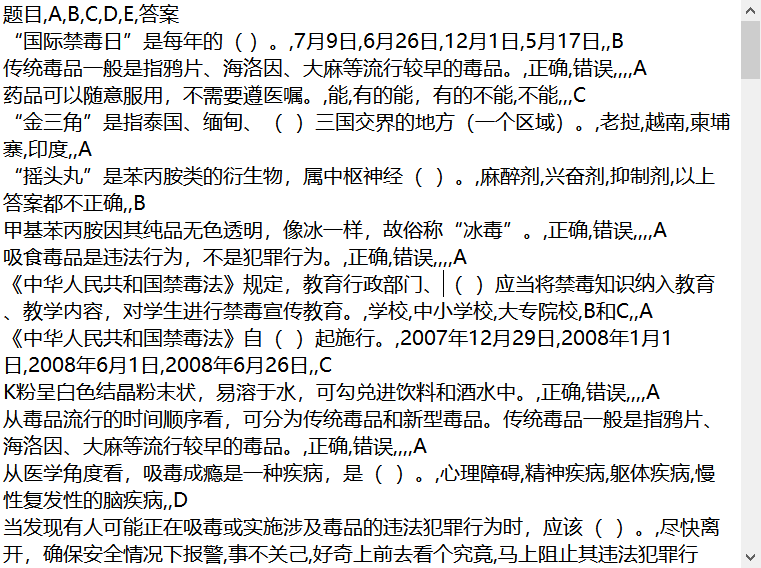 题目,A,B,C,D,E,答案
“国际禁毒日”是每年的（ ）。,7月9日,6月26日,12月1日,5月17日,,B
传统毒品一般是指鸦片、海洛因、大麻等流行较早的毒品。,正确,错误,,,,A
药品可以随意服用，不需要遵医嘱。,能,有的能，有的不能,不能,,,C
“金三角”是指泰国、缅甸、（  ）三国交界的地方（一个区域）。,老挝,越南,柬埔
寨,印度,,A
“摇头丸”是苯丙胺类的衍生物，属中枢神经（  ）。,麻醉剂,兴奋剂,抑制剂,以上
答案都不正确,,B
甲基苯丙胺因其纯品无色透明，像冰一样，故俗称“冰毒”。,正确,错误,,,,A
吸食毒品是违法行为，不是犯罪行为。,正确,错误,,,,A
《中华人民共和国禁毒法》规定，教育行政部门、（  ）应当将禁毒知识纳入教育
、教学内容，对学生进行禁毒宣传教育。,学校,中小学校,大专院校,B和C,,A
《中华人民共和国禁毒法》自（  ）起施行。,2007年12月29日,2008年1月1
日,2008年6月1日,2008年6月26日,,C
K粉呈白色结晶粉末状，易溶于水，可勾兑进饮料和酒水中。,正确,错误,,,,A
从毒品流行的时间顺序看，可分为传统毒品和新型毒品。传统毒品一般是指鸦片、
海洛因、大麻等流行较早的毒品。,正确,错误,,,,A
从医学角度看，吸毒成瘾是一种疾病，是（  ）。,心理障碍,精神疾病,躯体疾病,慢
性复发性的脑疾病,,D
当发现有人可能正在吸毒或实施涉及毒品的违法犯罪行为时，应该（  ）。,尽快离
开，确保安全情况下报警,事不关己,好奇上前去看个究竟,马上阻止其违法犯罪行